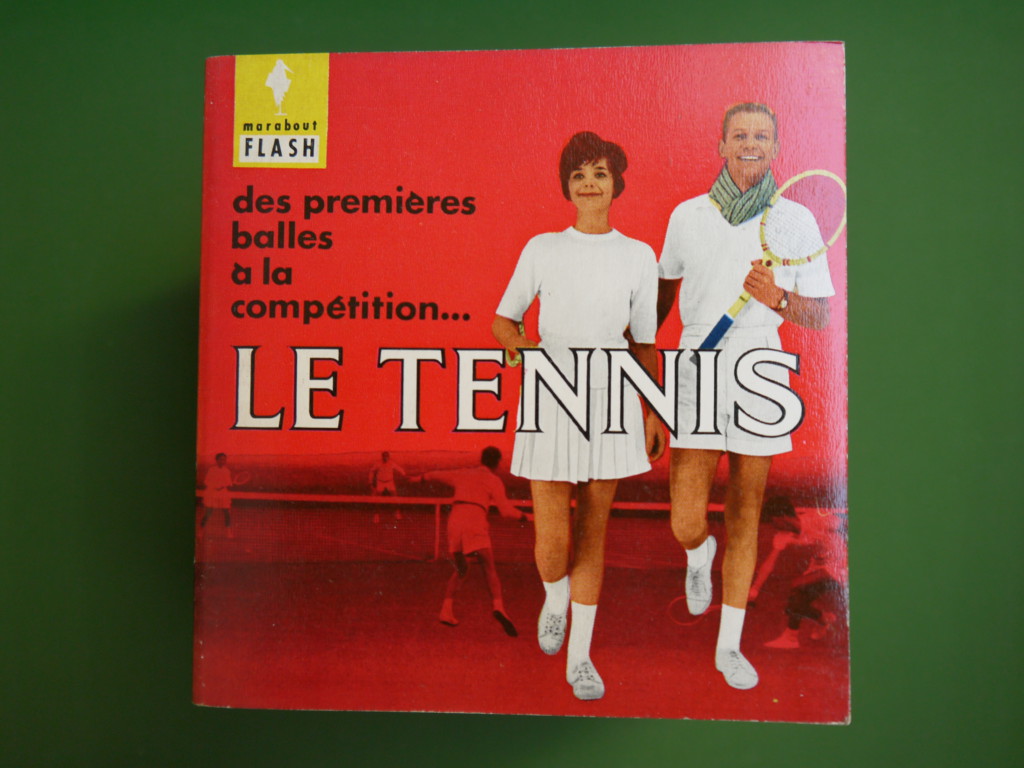 marabout
FLASH
des premières
balles
à la
compétition...
LE TENNIS